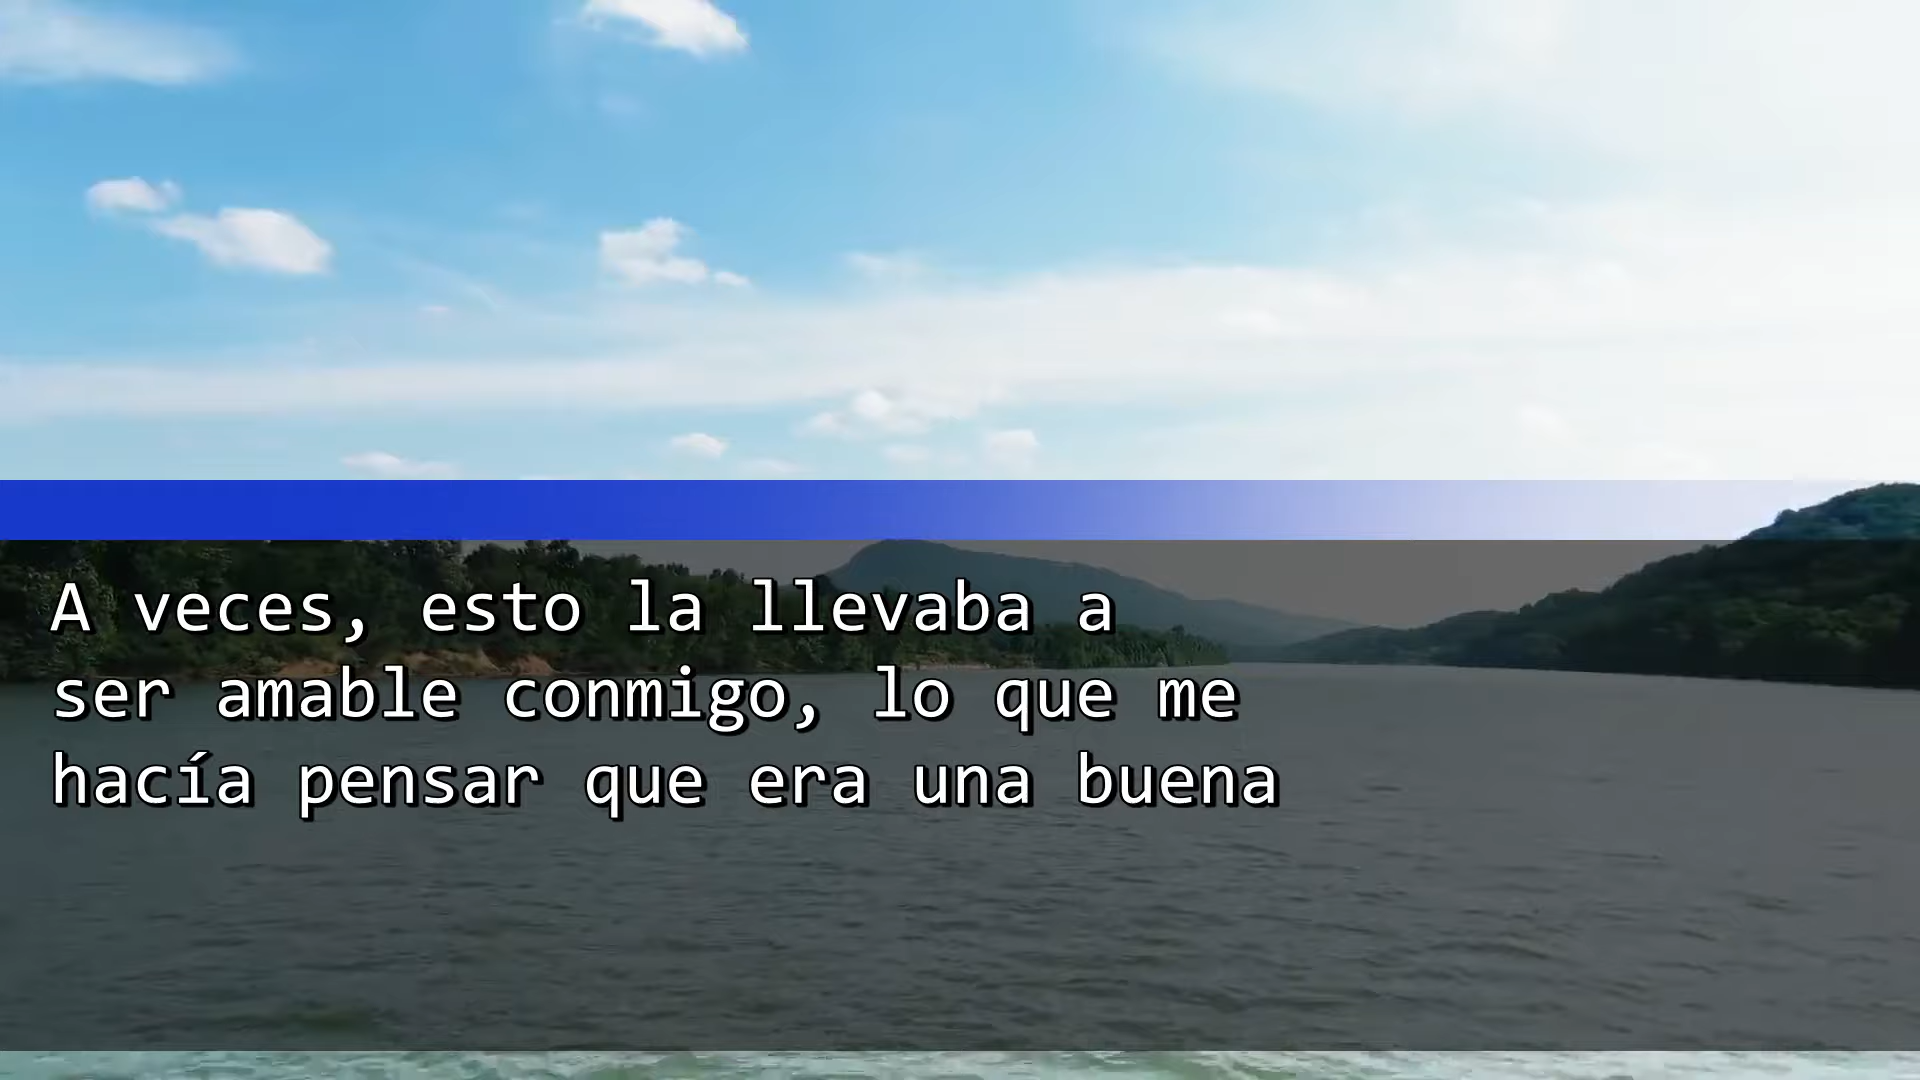 A veces, esto la llevaba a
ser amable conmigo, lo que me
hacía pensar que era una buena